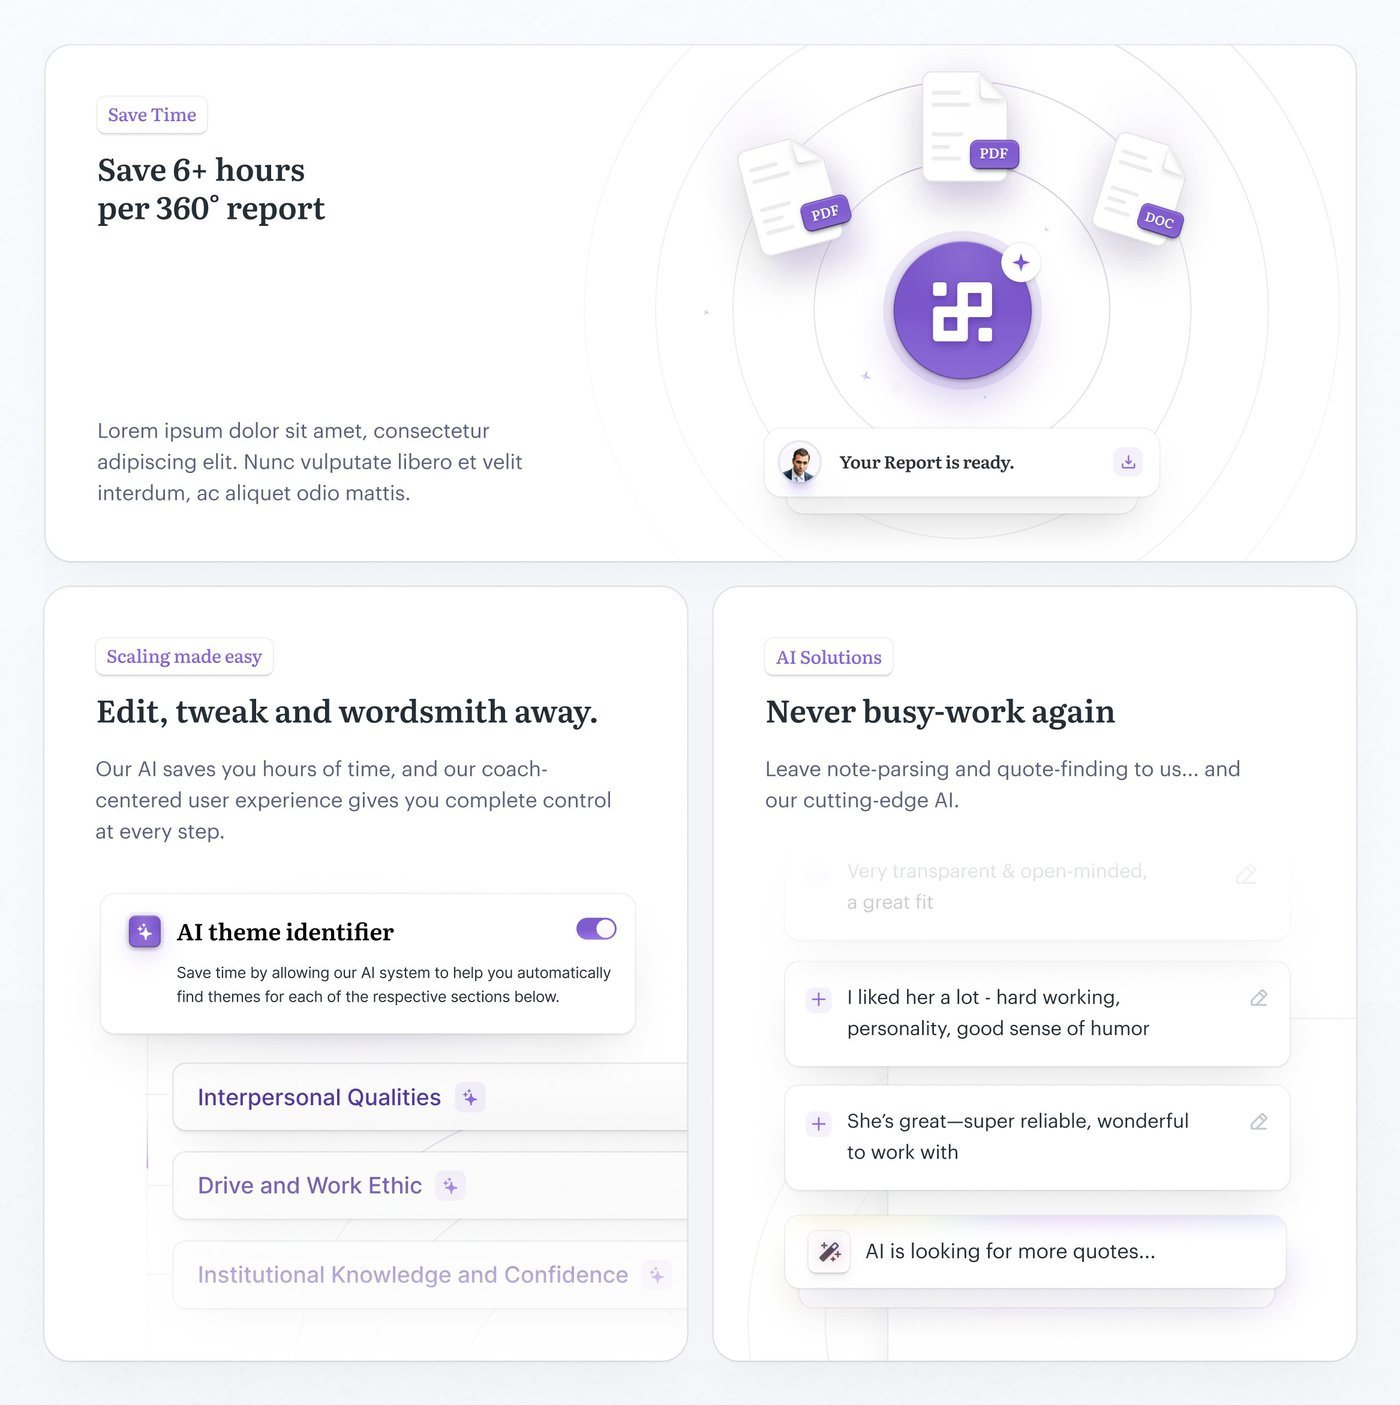 Save Time
Save 6+ hours
per 360° report
Lorem ipsum dolor sit amet, consectetur
adipiscing elit. Nunc vulputate libero et velit
interdum, ac aliquet odio mattis.
PDF
PDF
DOC
Your Report is ready.
Scaling made easy
Edit, tweak and wordsmith away.
Our AI saves you hours of time, and our coach-
centered user experience gives you complete control
at every step.
AI theme identifier
Save time by allowing our AI system to help you automatically
find themes for each of the respective sections below.
Interpersonal Qualities
Drive and Work Ethic
Institutional Knowledge and Confidence
AI Solutions
Never busy-work again
Leave note-parsing and quote-finding to us... and
our cutting-edge AI.
Very transparent & open-minded,
a great fit
I liked her a lot - hard working,
personality, good sense of humor
She's great—super reliable, wonderful
to work with
AI is looking for more quotes...